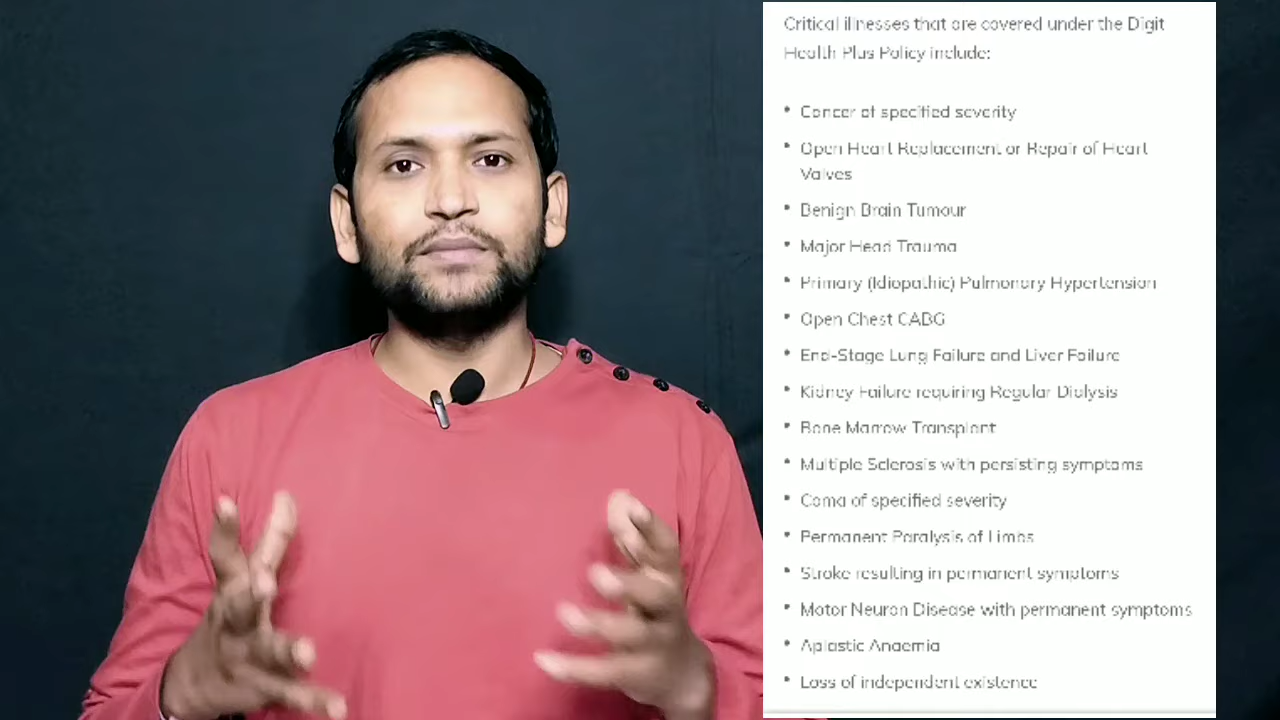 Critical illnesses that are covered under the Digit
Health Plus Policy include:
• Cancer of specified severity
• Open Heart Replacement or Repair of Heart
Valves
• Benign Brain Tumour
• Major Head Trauma
• Primary (Idiopathic) Pulmonary Hypertension
• Open Chest CABG
• End-Stage Lung Failure and Liver Failure
• Kidney Failure requiring Regular Dialysis
• Bone Marrow Transplant
• Multiple Sclerosis with persisting symptoms
• Coma of specified severity
• Permanent Paralysis of Limbs
• Stroke resulting in permanent symptoms
• Motor Neuron Disease with permanent symptoms
• Aplastic Anaemia
• Loss of independent existence